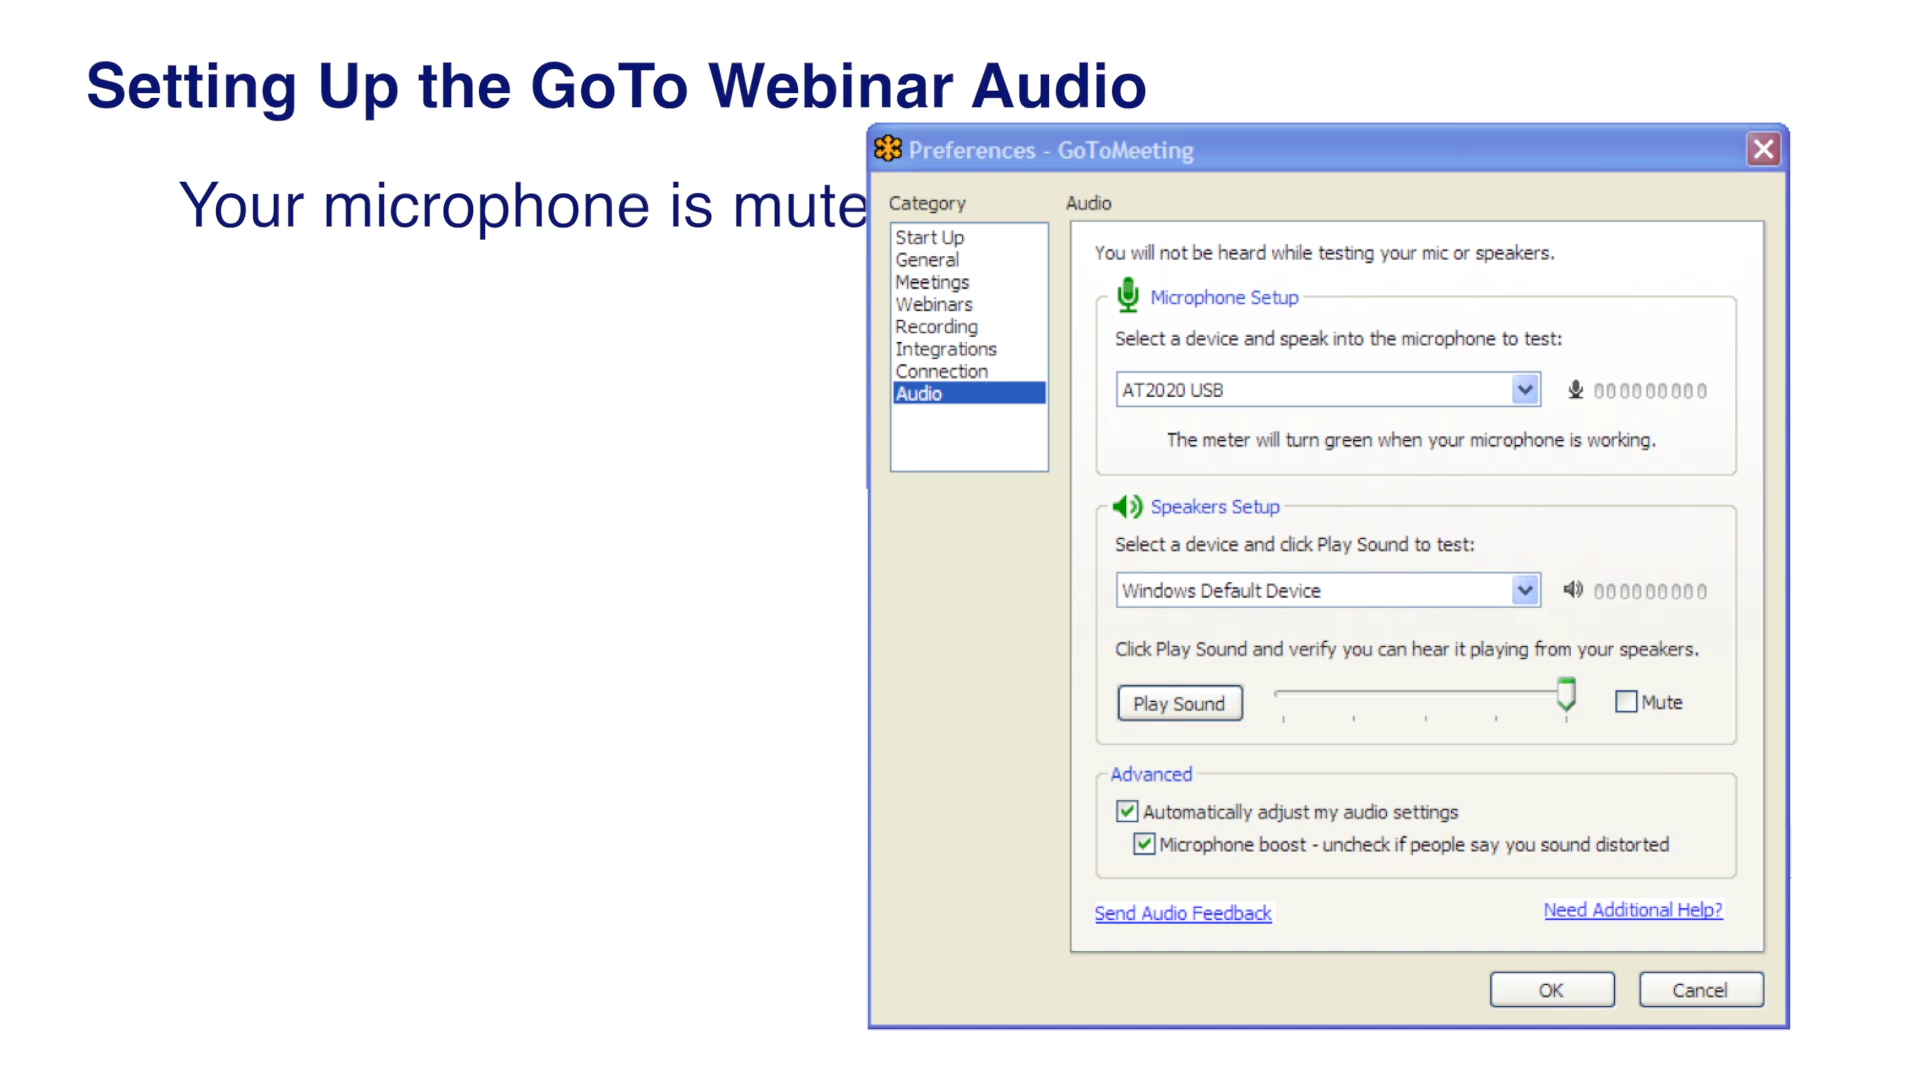 Setting Up the GoTo Webinar Audio
Your microphone is mute
Preferences - GoToMeeting
Category
Start Up
General
Meetings
Webinars
Recording
Integrations
Connection
Audio
Audio
You will not be heard while testing your mic or speakers.
Microphone Setup
Select a device and speak into the microphone to test:
AT2020 USB
The meter will turn green when your microphone is working.
Speakers Setup
Select a device and click Play Sound to test:
Windows Default Device
Click Play Sound and verify you can hear it playing from your speakers.
Play Sound
Mute
Advanced
Automatically adjust my audio settings
Microphone boost - uncheck if people say you sound distorted
Send Audio Feedback
Need Additional Help?
OK
Cancel